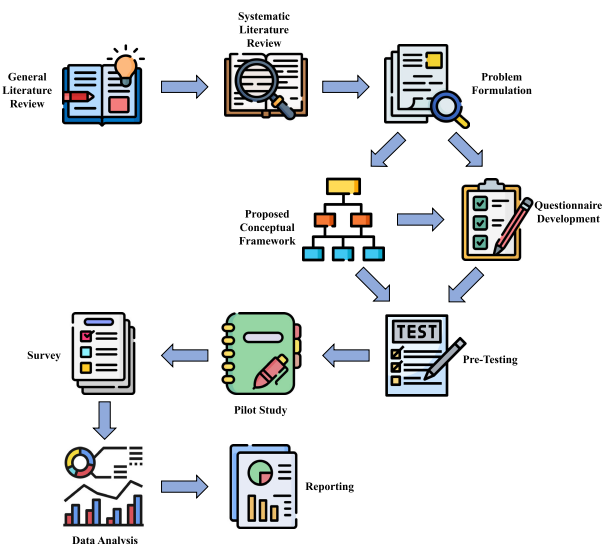 General
Literature
Review
Systematic
Literature
Review
Problem
Formulation
Proposed
Conceptual
Framework
Questionnaire
Development
TEST
Pre-Testing
Pilot Study
Survey
Data Analysis
Reporting